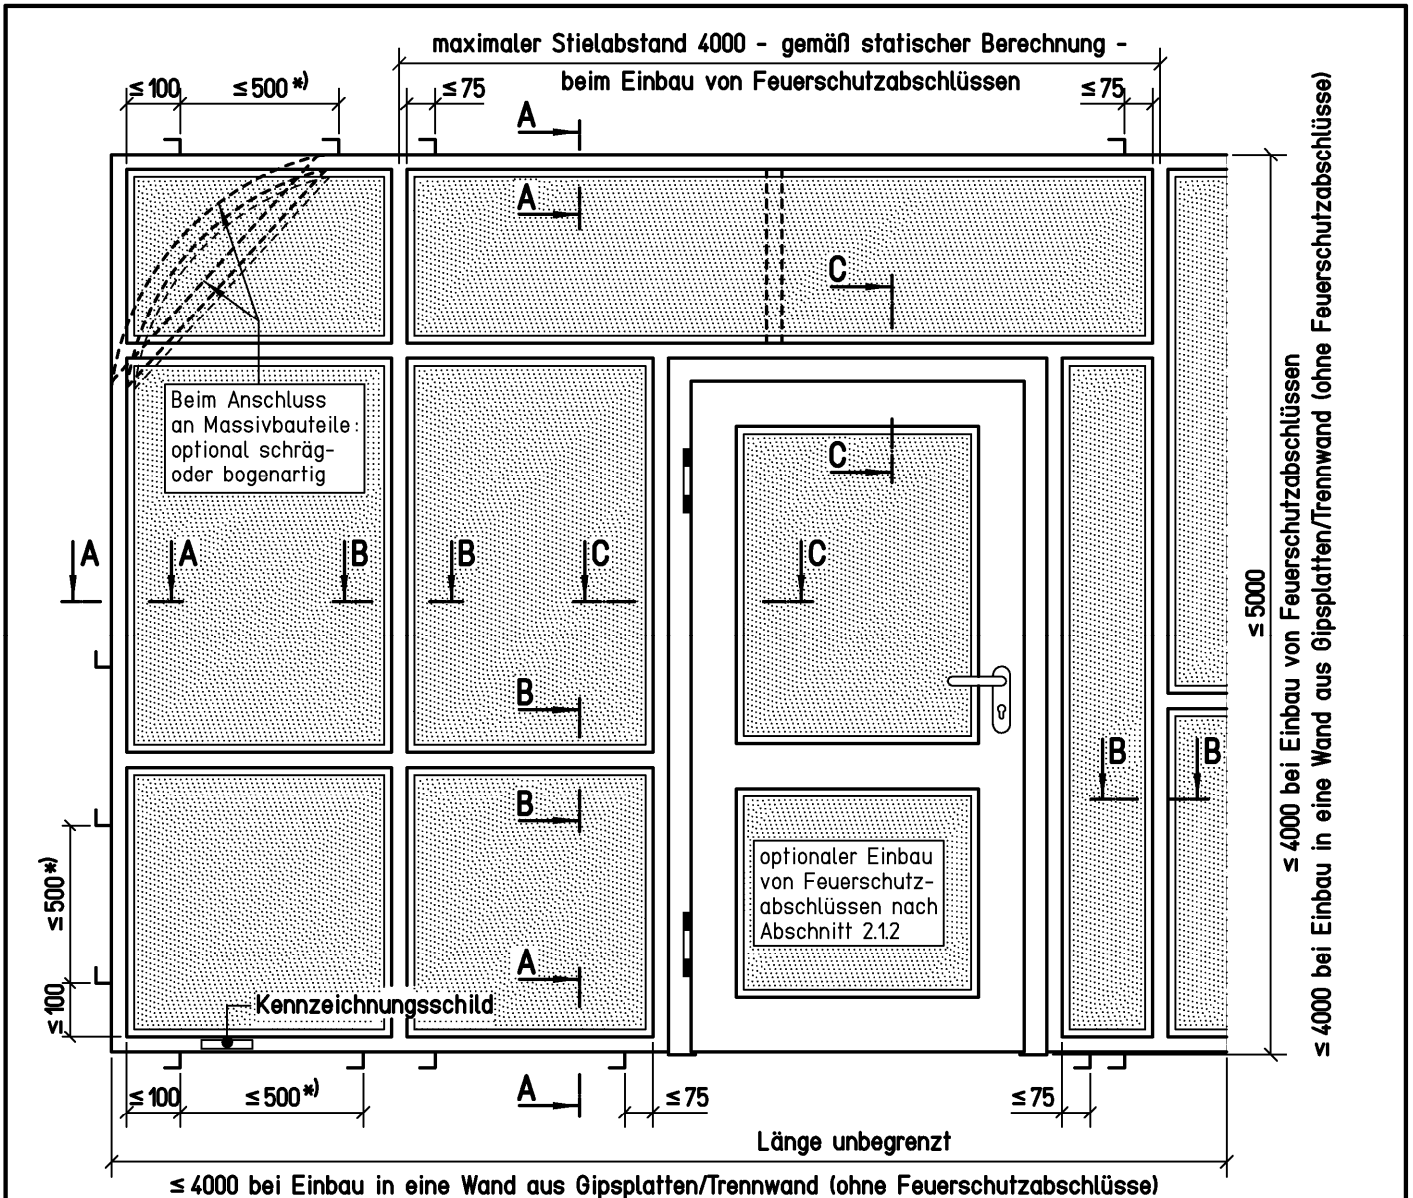 maximaler Stielabstand 4000 - gemäß statischer Berechnung -
beim Einbau von Feuerschutzabschlüssen
≤ 100
≤ 500 *)
≤ 75
≤ 75
A
A
C
C
Beim Anschluss
an Massivbauteile:
optional schräg-
oder bogenartig
A
A
B
B
C
C
B
B
B
B
A
optionaler Einbau
von Feuerschutz-
abschlüssen nach
Abschnitt 2.1.2
≤ 500 *)
≤ 100
Kennzeichnungsschild
≤ 100
≤ 500 *)
A
≤ 75
≤ 75
≤ 5000
≤ 4000 bei Einbau von Feuerschutzabschlüssen
≤ 4000 bei Einbau in eine Wand aus Gipsplatten/Trennwand (ohne Feuerschutzabschlüsse)
Länge unbegrenzt
≤ 4000 bei Einbau in eine Wand aus Gipsplatten/Trennwand (ohne Feuerschutzabschlüsse)